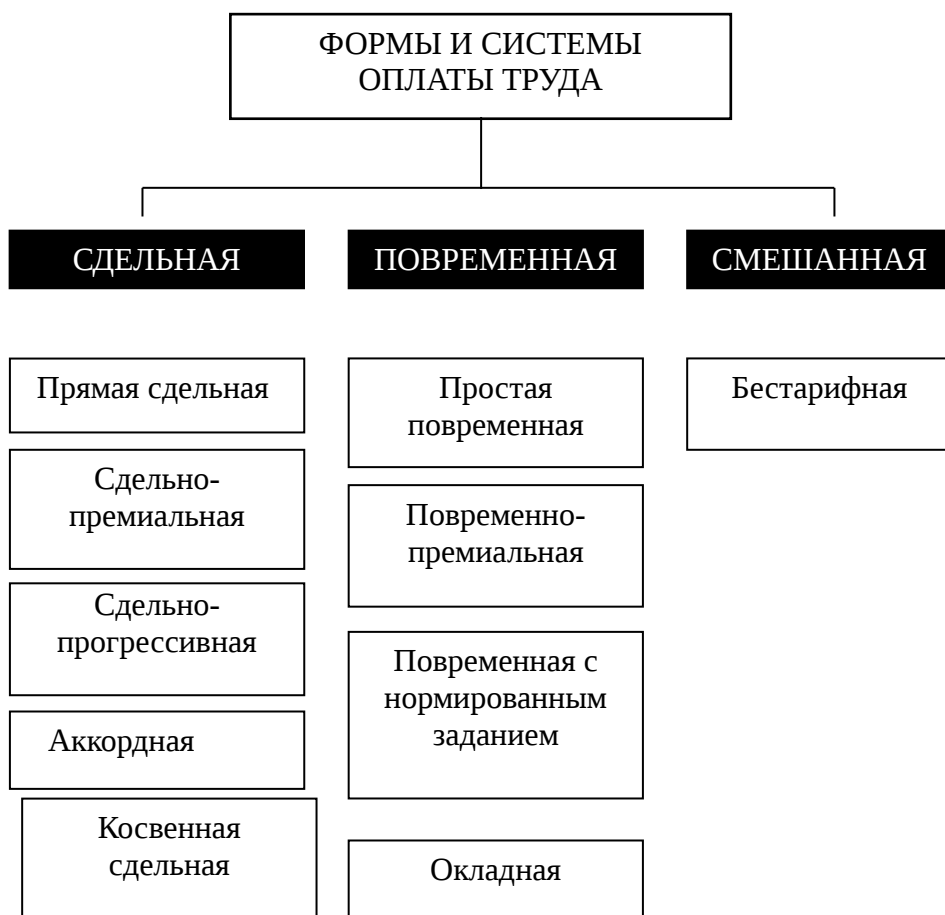 ФОРМЫ И СИСТЕМЫ
ОПЛАТЫ ТРУДА
СДЕЛЬНАЯ
ПОВРЕМЕННАЯ
СМЕШАННАЯ
Прямая сдельная
Сдельно-
премиальная
Сдельно-
прогрессивная
Аккордная
Косвенная
сдельная
Простая
повременная
Повременно-
премиальная
Повременная с
нормированным
заданием
Окладная
Бестарифная